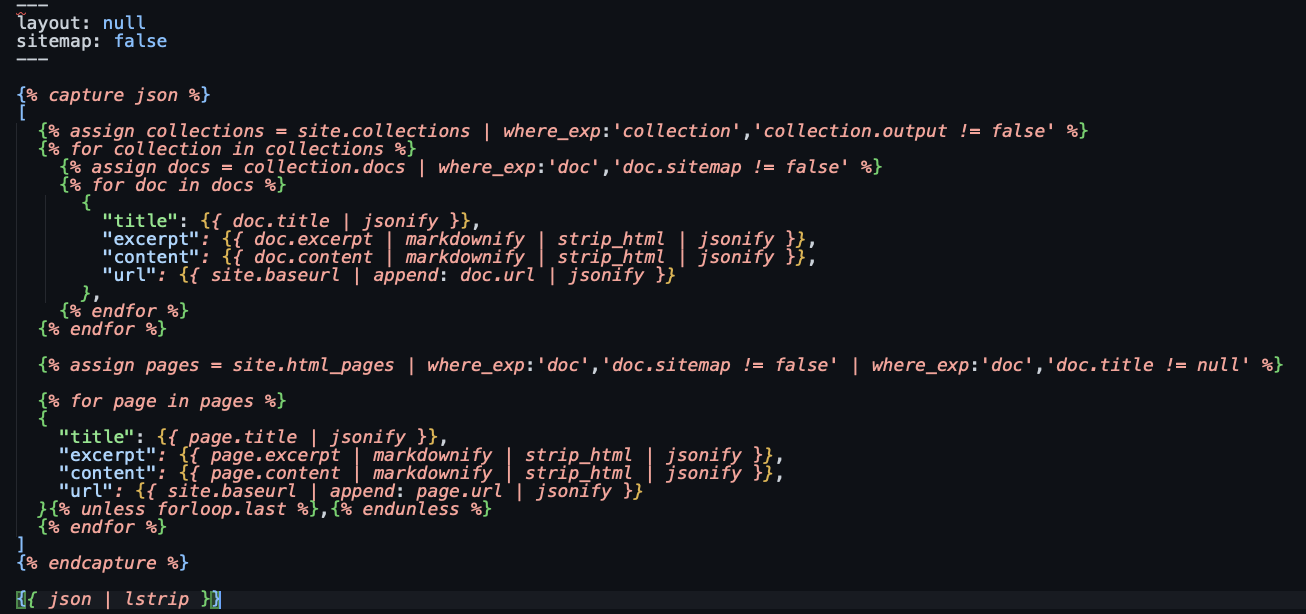 ---
layout: null
sitemap: false
---
{% capture json %}
[
{% assign collections = site.collections | where_exp:'collection','collection.output != false' %}
{% for collection in collections %}
{% assign docs = collection.docs | where_exp:'doc','doc.sitemap != false' %}
{% for doc in docs %}
{
"title": {{ doc.title | jsonify }},
"excerpt": {{ doc.excerpt | markdownify | strip_html | jsonify }},
"content": {{ doc.content | markdownify | strip_html | jsonify }},
"url": {{ site.baseurl | append: doc.url | jsonify }}
},
{% endfor %}
{% endfor %}
{% assign pages = site.html_pages | where_exp:'doc','doc.sitemap != false' | where_exp:'doc','doc.title != null' %}
{% for page in pages %}
{
"title": {{ page.title | jsonify }},
"excerpt": {{ page.excerpt | markdownify | strip_html | jsonify }},
"content": {{ page.content | markdownify | strip_html | jsonify }},
"url": {{ site.baseurl | append: page.url | jsonify }}
}{% unless forloop.last %},{% endunless %}
{% endfor %}
]
{% endcapture %}
{{ json | lstrip }}